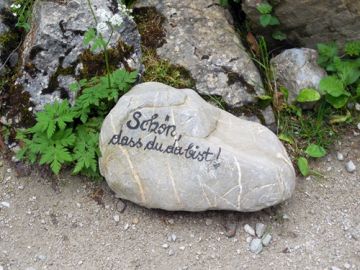 Schön,
dass du da bist!